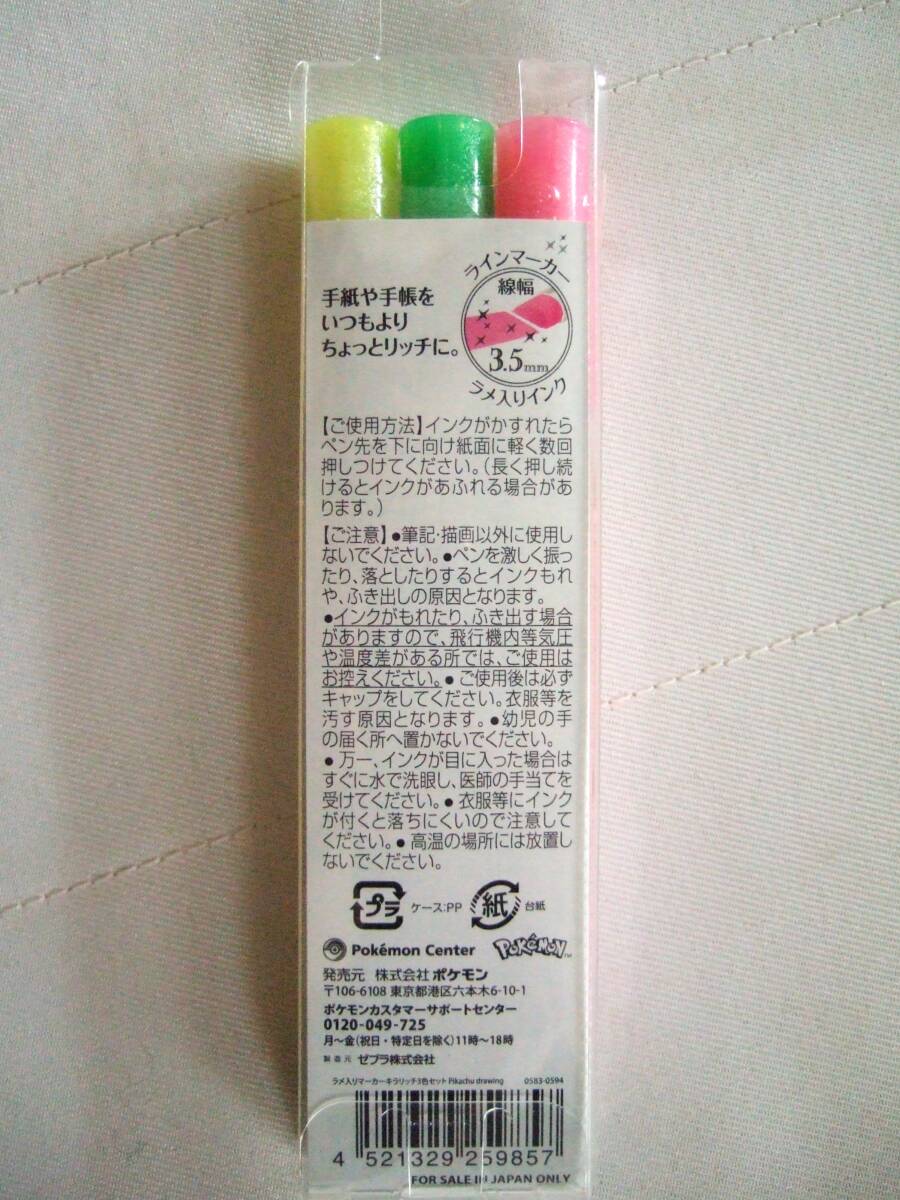 手紙や手帳を
いつもより
ちょっとリッチに。
ラインマーカー
線幅
3.5mm
ラメ入りインク
【ご使用方法】インクがかすれたら
ペン先を下に向け紙面に軽く数回
押しつけてください。(長く押し続
けるとインクがあふれる場合があ
ります。)
【ご注意】●筆記・描画以外に使用し
ないでください。●ペンを激しく振っ
たり、落としたりするとインクもれ
や、ふき出しの原因となります。
●インクがもれたり、ふき出す場合
がありますので、飛行機内等気圧
や温度差がある所では、ご使用は
お控えください。● ご使用後は必ず
キャップをしてください。衣服等を
汚す原因となります。●幼児の手
の届く所へ置かないでください。
● 万一、インクが目に入った場合は
すぐに水で洗眼し、医師の手当てを
受けてください。● 衣服等にインク
が付くと落ちにくいので注意して
ください。● 高温の場所には放置し
ないでください。
プラ ケース:PP 紙 台紙
Pokémon Center POKéMON™
発売元 株式会社ポケモン
〒106-6108 東京都港区六本木6-10-1
ポケモンカスタマーサポートセンター
0120-049-725
月〜金(祝日・特定日を除く)11時〜18時
製造元 ゼブラ株式会社
ラメ入りマーカーキラリッチ3色セット Pikachu drawing 0583-0594
4 521329 259857
FOR SALE IN JAPAN ONLY